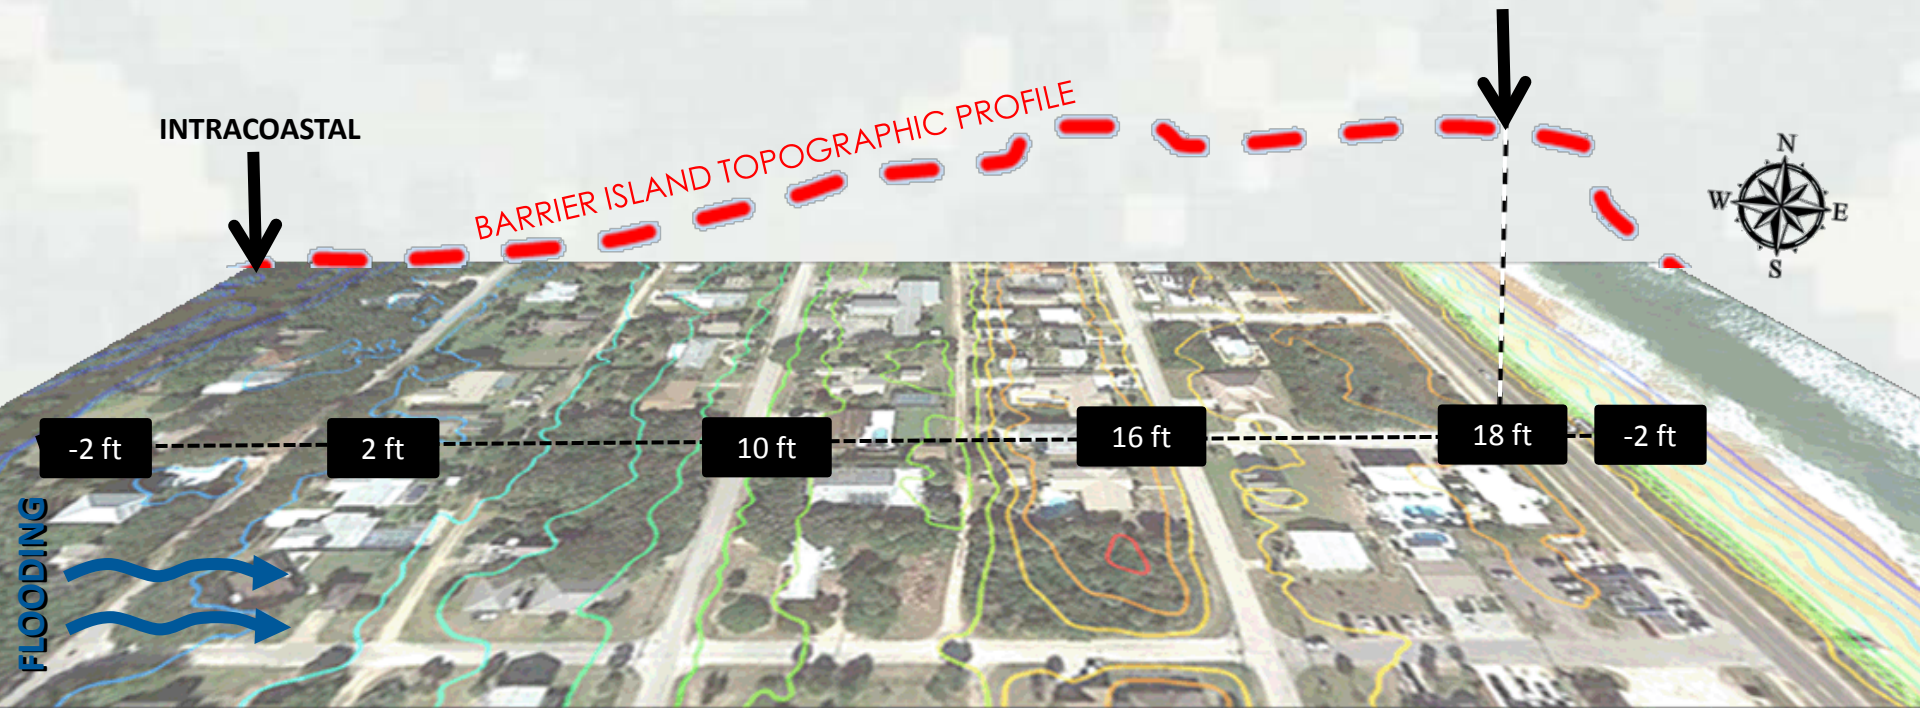 INTRACOASTAL
BARRIER ISLAND TOPOGRAPHIC PROFILE
N
W
E
S
-2 ft
2 ft
10 ft
16 ft
18 ft
-2 ft
FLOODING